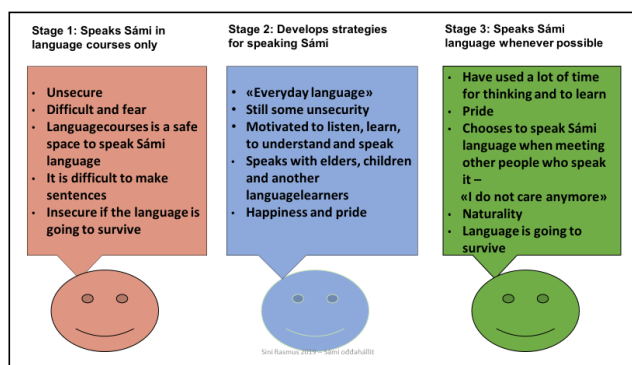 Stage 1: Speaks Sámi in
language courses only
• Unsecure
• Difficult and fear
• Languagecourses is a safe
space to speak Sámi
language
• It is difficult to make
sentences
• Insecure if the language is
going to survive
Stage 2: Develops strategies
for speaking Sámi
• «Everyday language»
• Still some unsecurity
• Motivated to listen, learn,
to understand and speak
• Speaks with elders, children
and another
languagelearners
• Happiness and pride
Stage 3: Speaks Sámi
language whenever possible
• Have used a lot of time
for thinking and to learn
• Pride
• Chooses to speak Sámi
language when meeting
other people who speak
it –
«I do not care anymore»
• Naturality
• Language is going to
survive
Sini Rasmus 2019 – Sámi ođđahállit